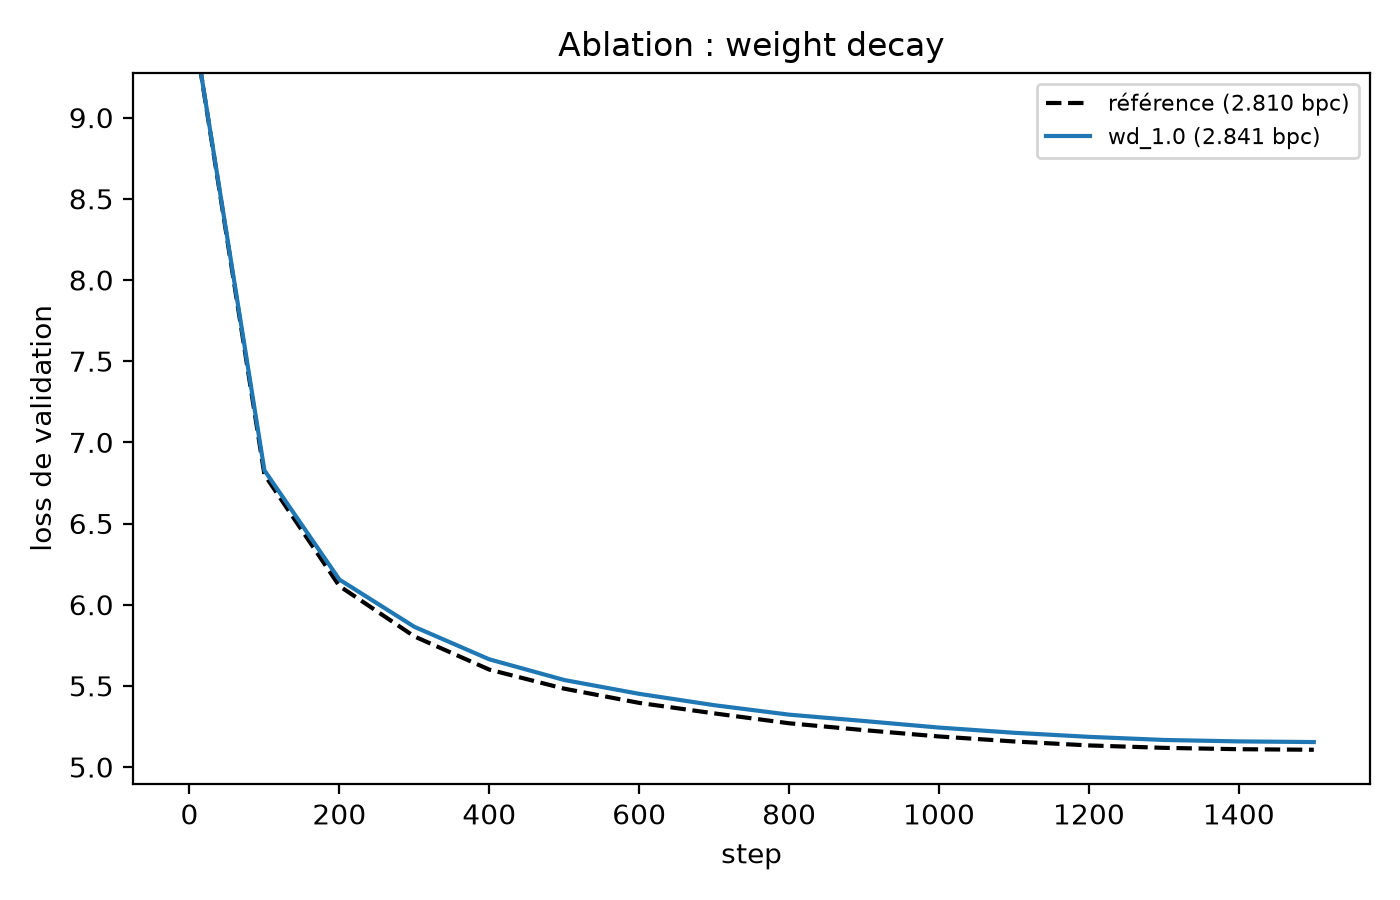 Ablation : weight decay
référence (2.810 bpc)
wd_1.0 (2.841 bpc)
loss de validation
9.0
8.5
8.0
7.5
7.0
6.5
6.0
5.5
5.0
0 200 400 600 800 1000 1200 1400
step